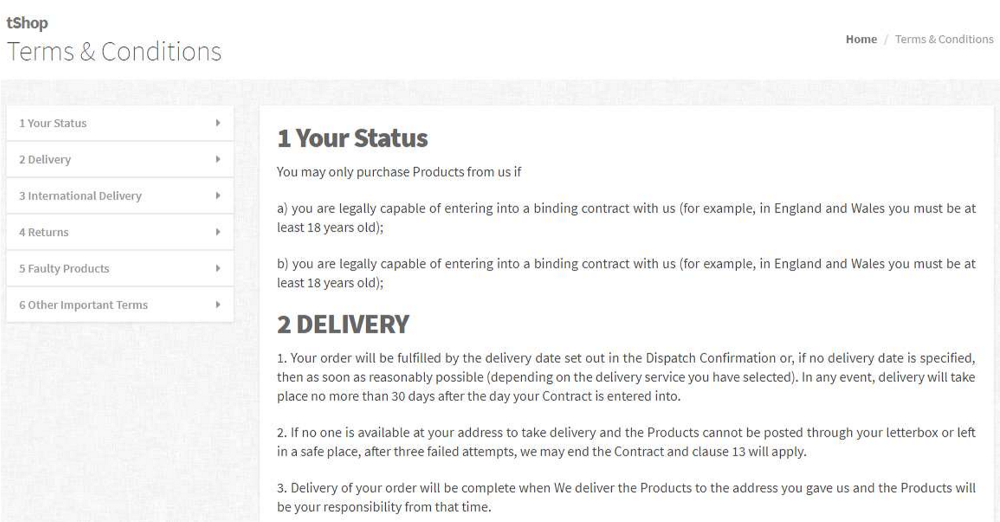 tShop
Terms & Conditions
Home / Terms & Conditions
1 Your Status
2 Delivery
3 International Delivery
4 Returns
5 Faulty Products
6 Other Important Terms
1 Your Status
You may only purchase Products from us if
a) you are legally capable of entering into a binding contract with us (for example, in England and Wales you must be at
least 18 years old);
b) you are legally capable of entering into a binding contract with us (for example, in England and Wales you must be at
least 18 years old);
2 DELIVERY
1. Your order will be fulfilled by the delivery date set out in the Dispatch Confirmation or, if no delivery date is specified,
then as soon as reasonably possible (depending on the delivery service you have selected). In any event, delivery will take
place no more than 30 days after the day your Contract is entered into.
2. If no one is available at your address to take delivery and the Products cannot be posted through your letterbox or left
in a safe place, after three failed attempts, we may end the Contract and clause 13 will apply.
3. Delivery of your order will be complete when We deliver the Products to the address you gave us and the Products will
be your responsibility from that time.